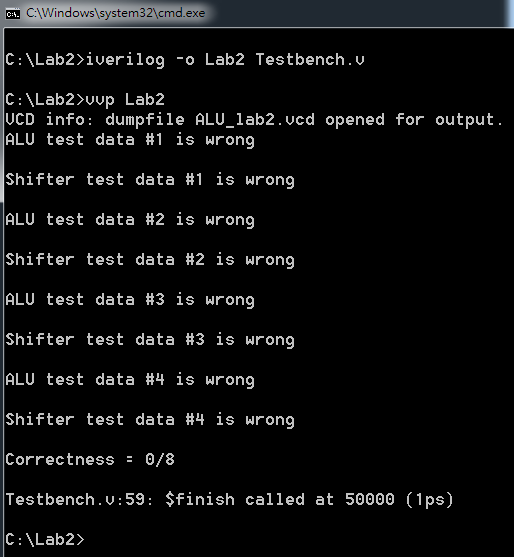 C:\Windows\system32\cmd.exe
C:\Lab2>iverilog -o Lab2 Testbench.v
C:\Lab2>vvp Lab2
VCD info: dumpfile ALU_lab2.vcd opened for output.
ALU test data #1 is wrong
Shifter test data #1 is wrong
ALU test data #2 is wrong
Shifter test data #2 is wrong
ALU test data #3 is wrong
Shifter test data #3 is wrong
ALU test data #4 is wrong
Shifter test data #4 is wrong
Correctness = 0/8
Testbench.v:59: $finish called at 50000 (1ps)
C:\Lab2>